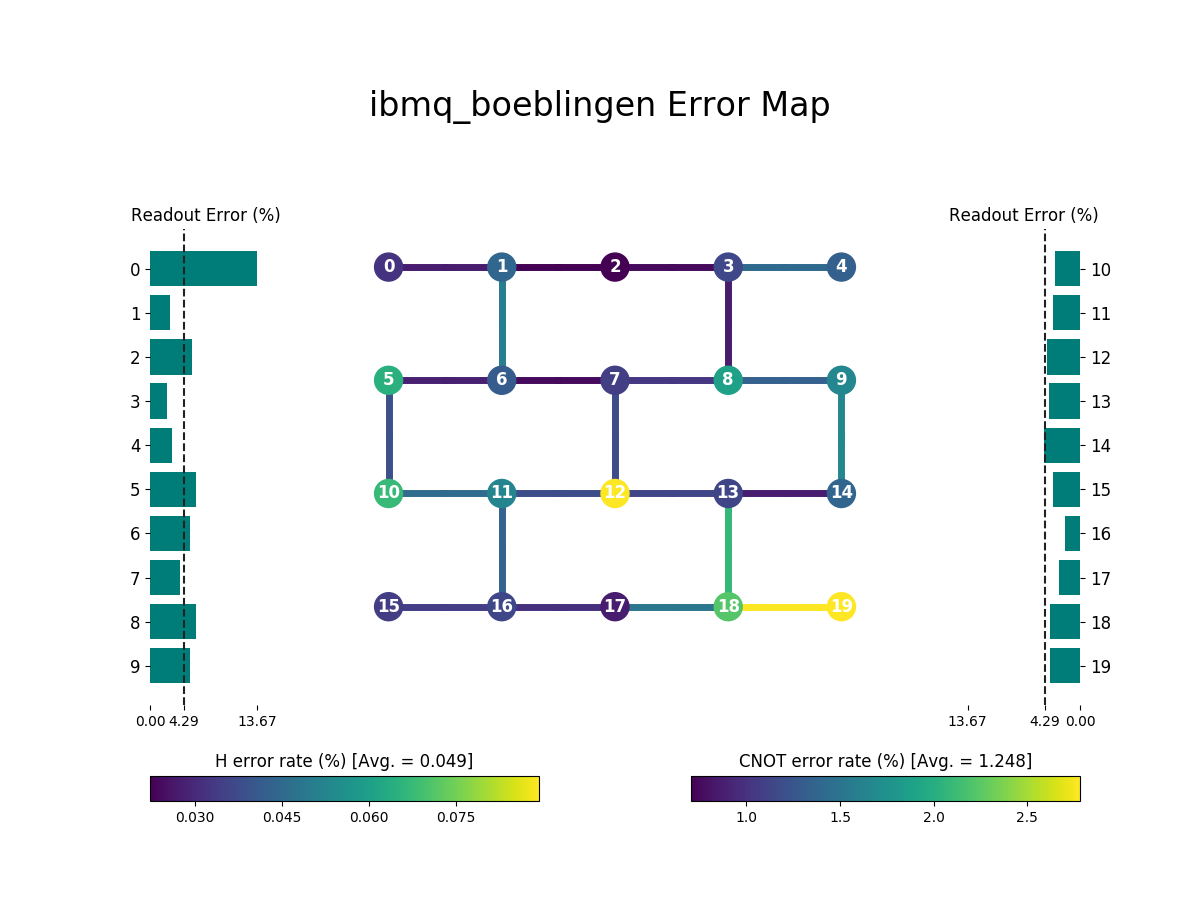 ibmq_boeblingen Error Map
Readout Error (%)
Readout Error (%)
0
1
2
3
4
5
6
7
8
9
0.00 4.29 13.67
0 1 2 3 4
5 6 7 8 9
10 11 12 13 14
15 16 17 18 19
10
11
12
13
14
15
16
17
18
19
13.67 4.29 0.00
H error rate (%) [Avg. = 0.049]
0.030 0.045 0.060 0.075
CNOT error rate (%) [Avg. = 1.248]
1.0 1.5 2.0 2.5